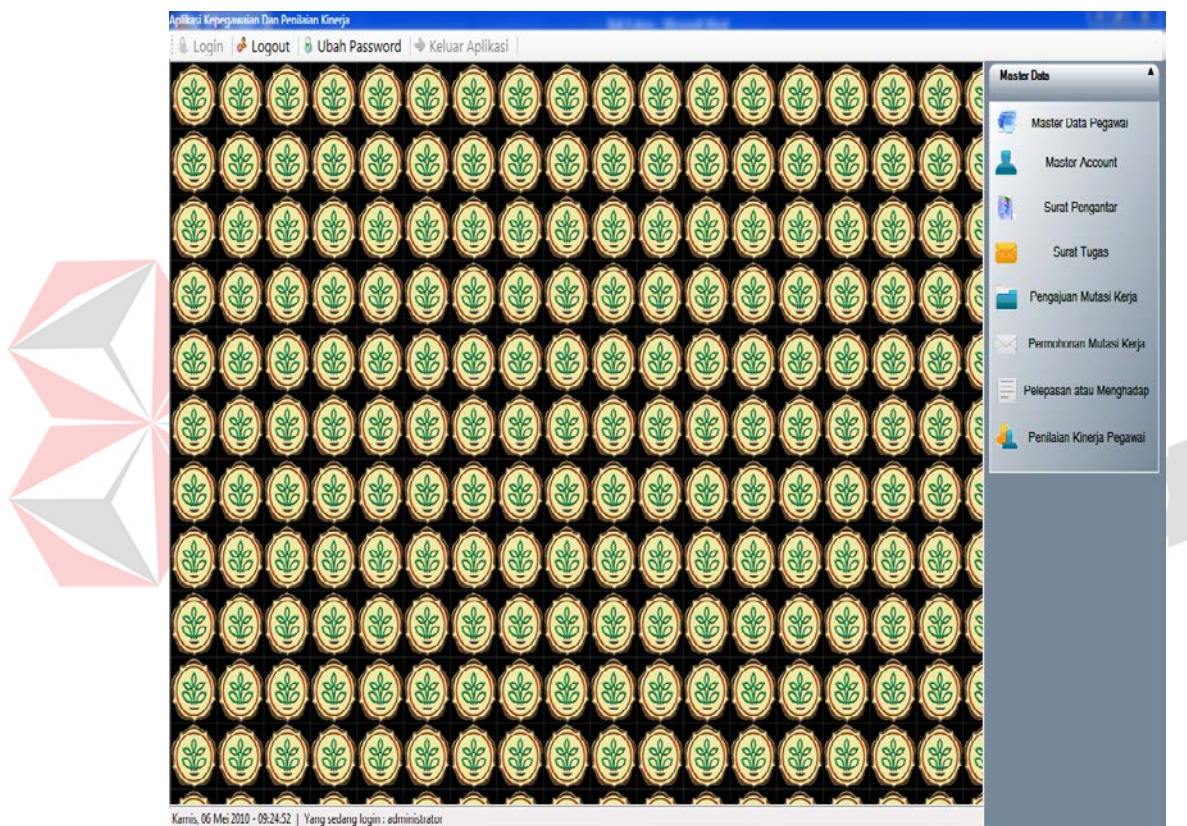 Aplikasi Kepegawaian Dan Penilaian Kinerja
Login Logout Ubah Password Keluar Aplikasi
Master Data
Master Data Pegawai
Master Account
Surat Pengantar
Surat Tugas
Pengajuan Mutasi Kerja
Permohonan Mutasi Kerja
Pelepasan atau Menghadap
Penilaian Kinerja Pegawai
Kamis, 06 Mei 2010 - 09:24:52 | Yang sedang login : administrator